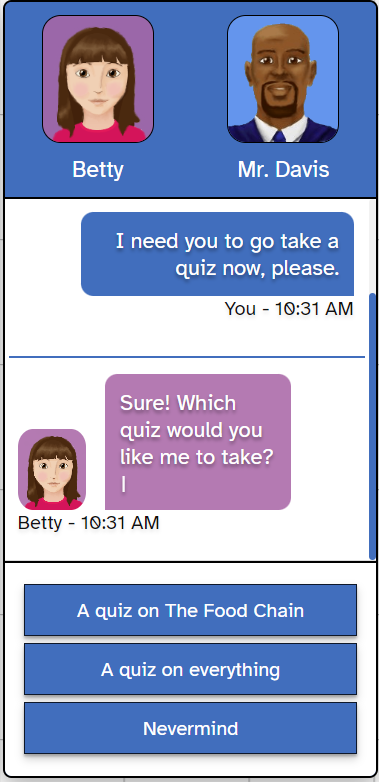 Betty
Mr. Davis
I need you to go take a
quiz now, please.
You - 10:31 AM
Sure! Which
quiz would you
like me to take?
|
Betty - 10:31 AM
A quiz on The Food Chain
A quiz on everything
Nevermind